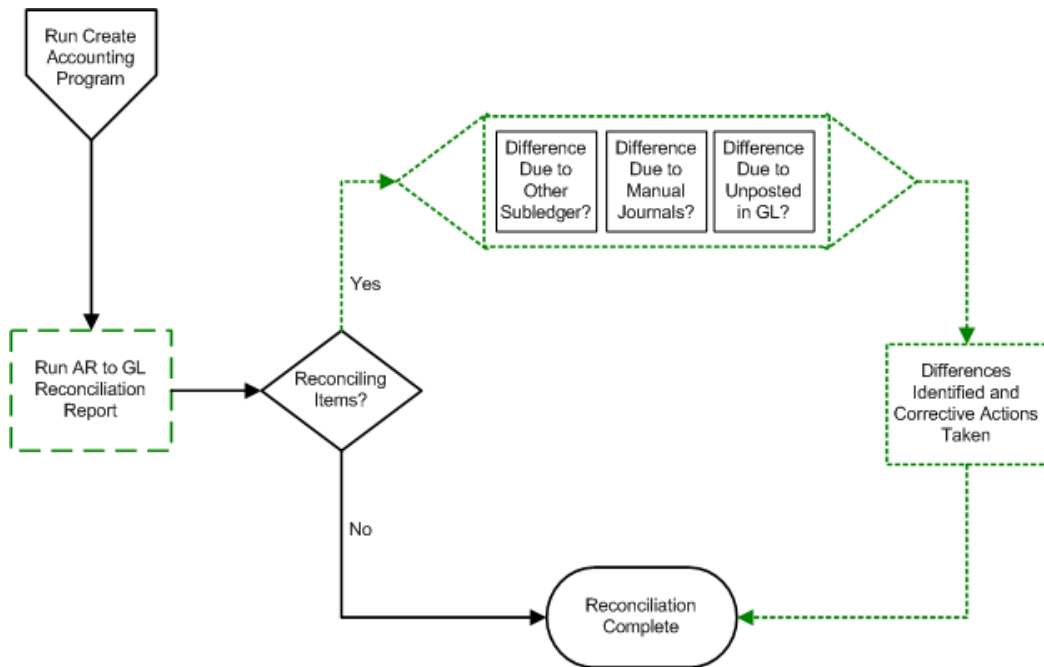 Run Create
Accounting
Program
Difference
Due to
Other
Subledger?
Difference
Due to
Manual
Journals?
Difference
Due to
Unposted
in GL?
Yes
Run AR to GL
Reconciliation
Report
Reconciling
Items?
Differences
Identified and
Corrective Actions
Taken
No
Reconciliation
Complete